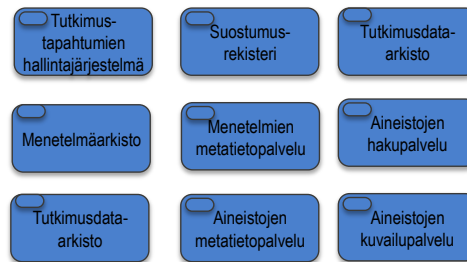 Tutkimus-
tapahtumien
hallintajärjestelmä
Suostumus-
rekisteri
Tutkimusdata-
arkisto
Menetelmäarkisto
Menetelmien
metatietopalvelu
Aineistojen
hakupalvelu
Tutkimusdata-
arkisto
Aineistojen
metatietopalvelu
Aineistojen
kuvailupalvelu